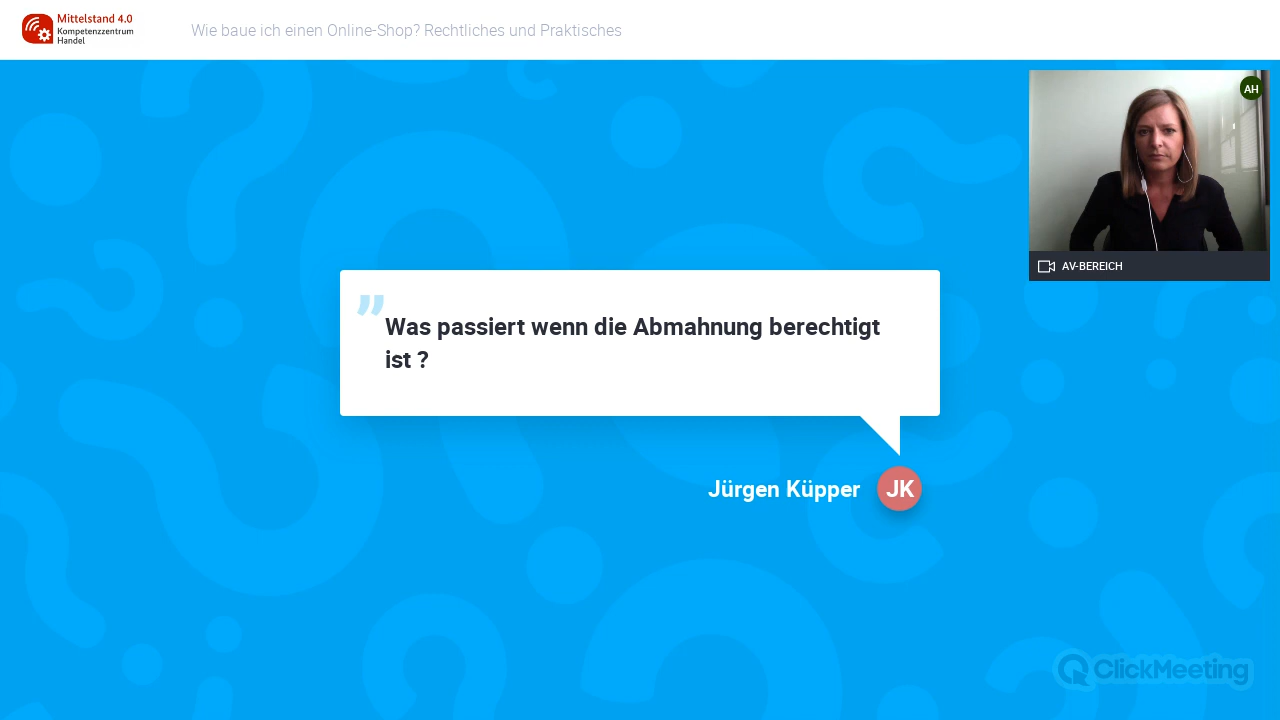 Mittelstand 4.0
Kompetenzzentrum
Handel
Wie baue ich einen Online-Shop? Rechtliches und Praktisches
AH
AV-BEREICH
"
Was passiert wenn die Abmahnung berechtigt
ist ?
Jürgen Küpper
JK
ClickMeeting